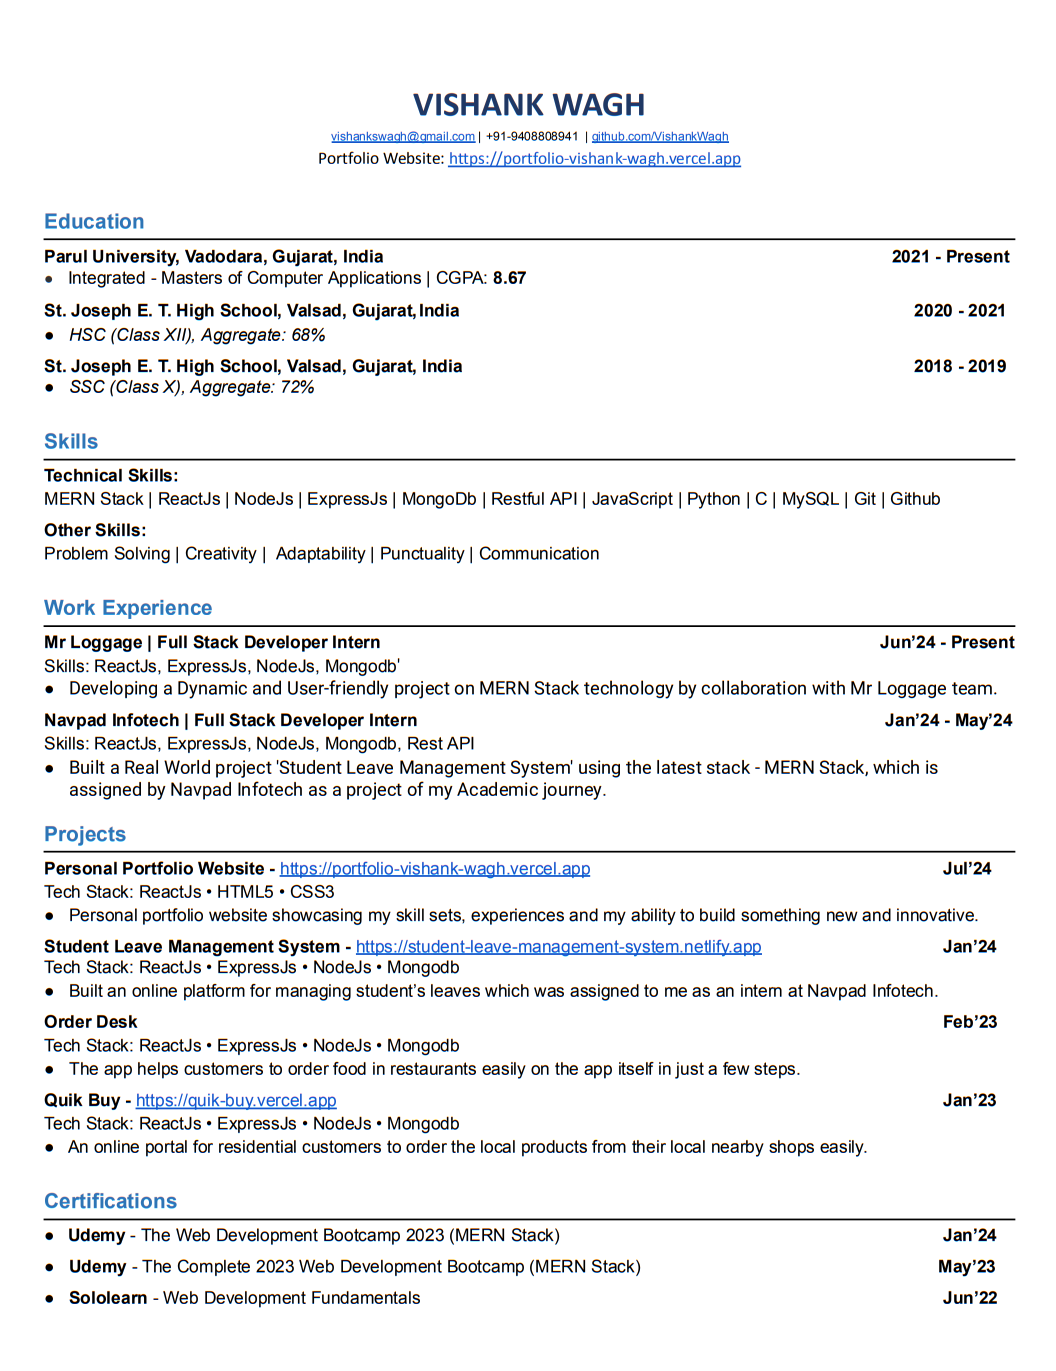 VISHANK WAGH
vishankswagh@gmail.com | +91-9408808941 | github.com/VishankWagh
Portfolio Website: https://portfolio-vishank-wagh.vercel.app
Education
Parul University, Vadodara, Gujarat, India 2021 - Present
● Integrated - Masters of Computer Applications | CGPA: 8.67
St. Joseph E. T. High School, Valsad, Gujarat, India 2020 - 2021
● HSC (Class XII), Aggregate: 68%
St. Joseph E. T. High School, Valsad, Gujarat, India 2018 - 2019
● SSC (Class X), Aggregate: 72%
Skills
Technical Skills:
MERN Stack | ReactJs | NodeJs | ExpressJs | MongoDb | Restful API | JavaScript | Python | C | MySQL | Git | Github
Other Skills:
Problem Solving | Creativity | Adaptability | Punctuality | Communication
Work Experience
Mr Loggage | Full Stack Developer Intern Jun’24 - Present
Skills: ReactJs, ExpressJs, NodeJs, Mongodb'
● Developing a Dynamic and User-friendly project on MERN Stack technology by collaboration with Mr Loggage team.
Navpad Infotech | Full Stack Developer Intern Jan’24 - May’24
Skills: ReactJs, ExpressJs, NodeJs, Mongodb, Rest API
● Built a Real World project 'Student Leave Management System' using the latest stack - MERN Stack, which is
assigned by Navpad Infotech as a project of my Academic journey.
Projects
Personal Portfolio Website - https://portfolio-vishank-wagh.vercel.app Jul’24
Tech Stack: ReactJs • HTML5 • CSS3
● Personal portfolio website showcasing my skill sets, experiences and my ability to build something new and innovative.
Student Leave Management System - https://student-leave-management-system.netlify.app Jan’24
Tech Stack: ReactJs • ExpressJs • NodeJs • Mongodb
● Built an online platform for managing student’s leaves which was assigned to me as an intern at Navpad Infotech.
Order Desk Feb’23
Tech Stack: ReactJs • ExpressJs • NodeJs • Mongodb
● The app helps customers to order food in restaurants easily on the app itself in just a few steps.
Quik Buy - https://quik-buy.vercel.app Jan’23
Tech Stack: ReactJs • ExpressJs • NodeJs • Mongodb
● An online portal for residential customers to order the local products from their local nearby shops easily.
Certifications
● Udemy - The Web Development Bootcamp 2023 (MERN Stack) Jan’24
● Udemy - The Complete 2023 Web Development Bootcamp (MERN Stack) May’23
● Sololearn - Web Development Fundamentals Jun’22